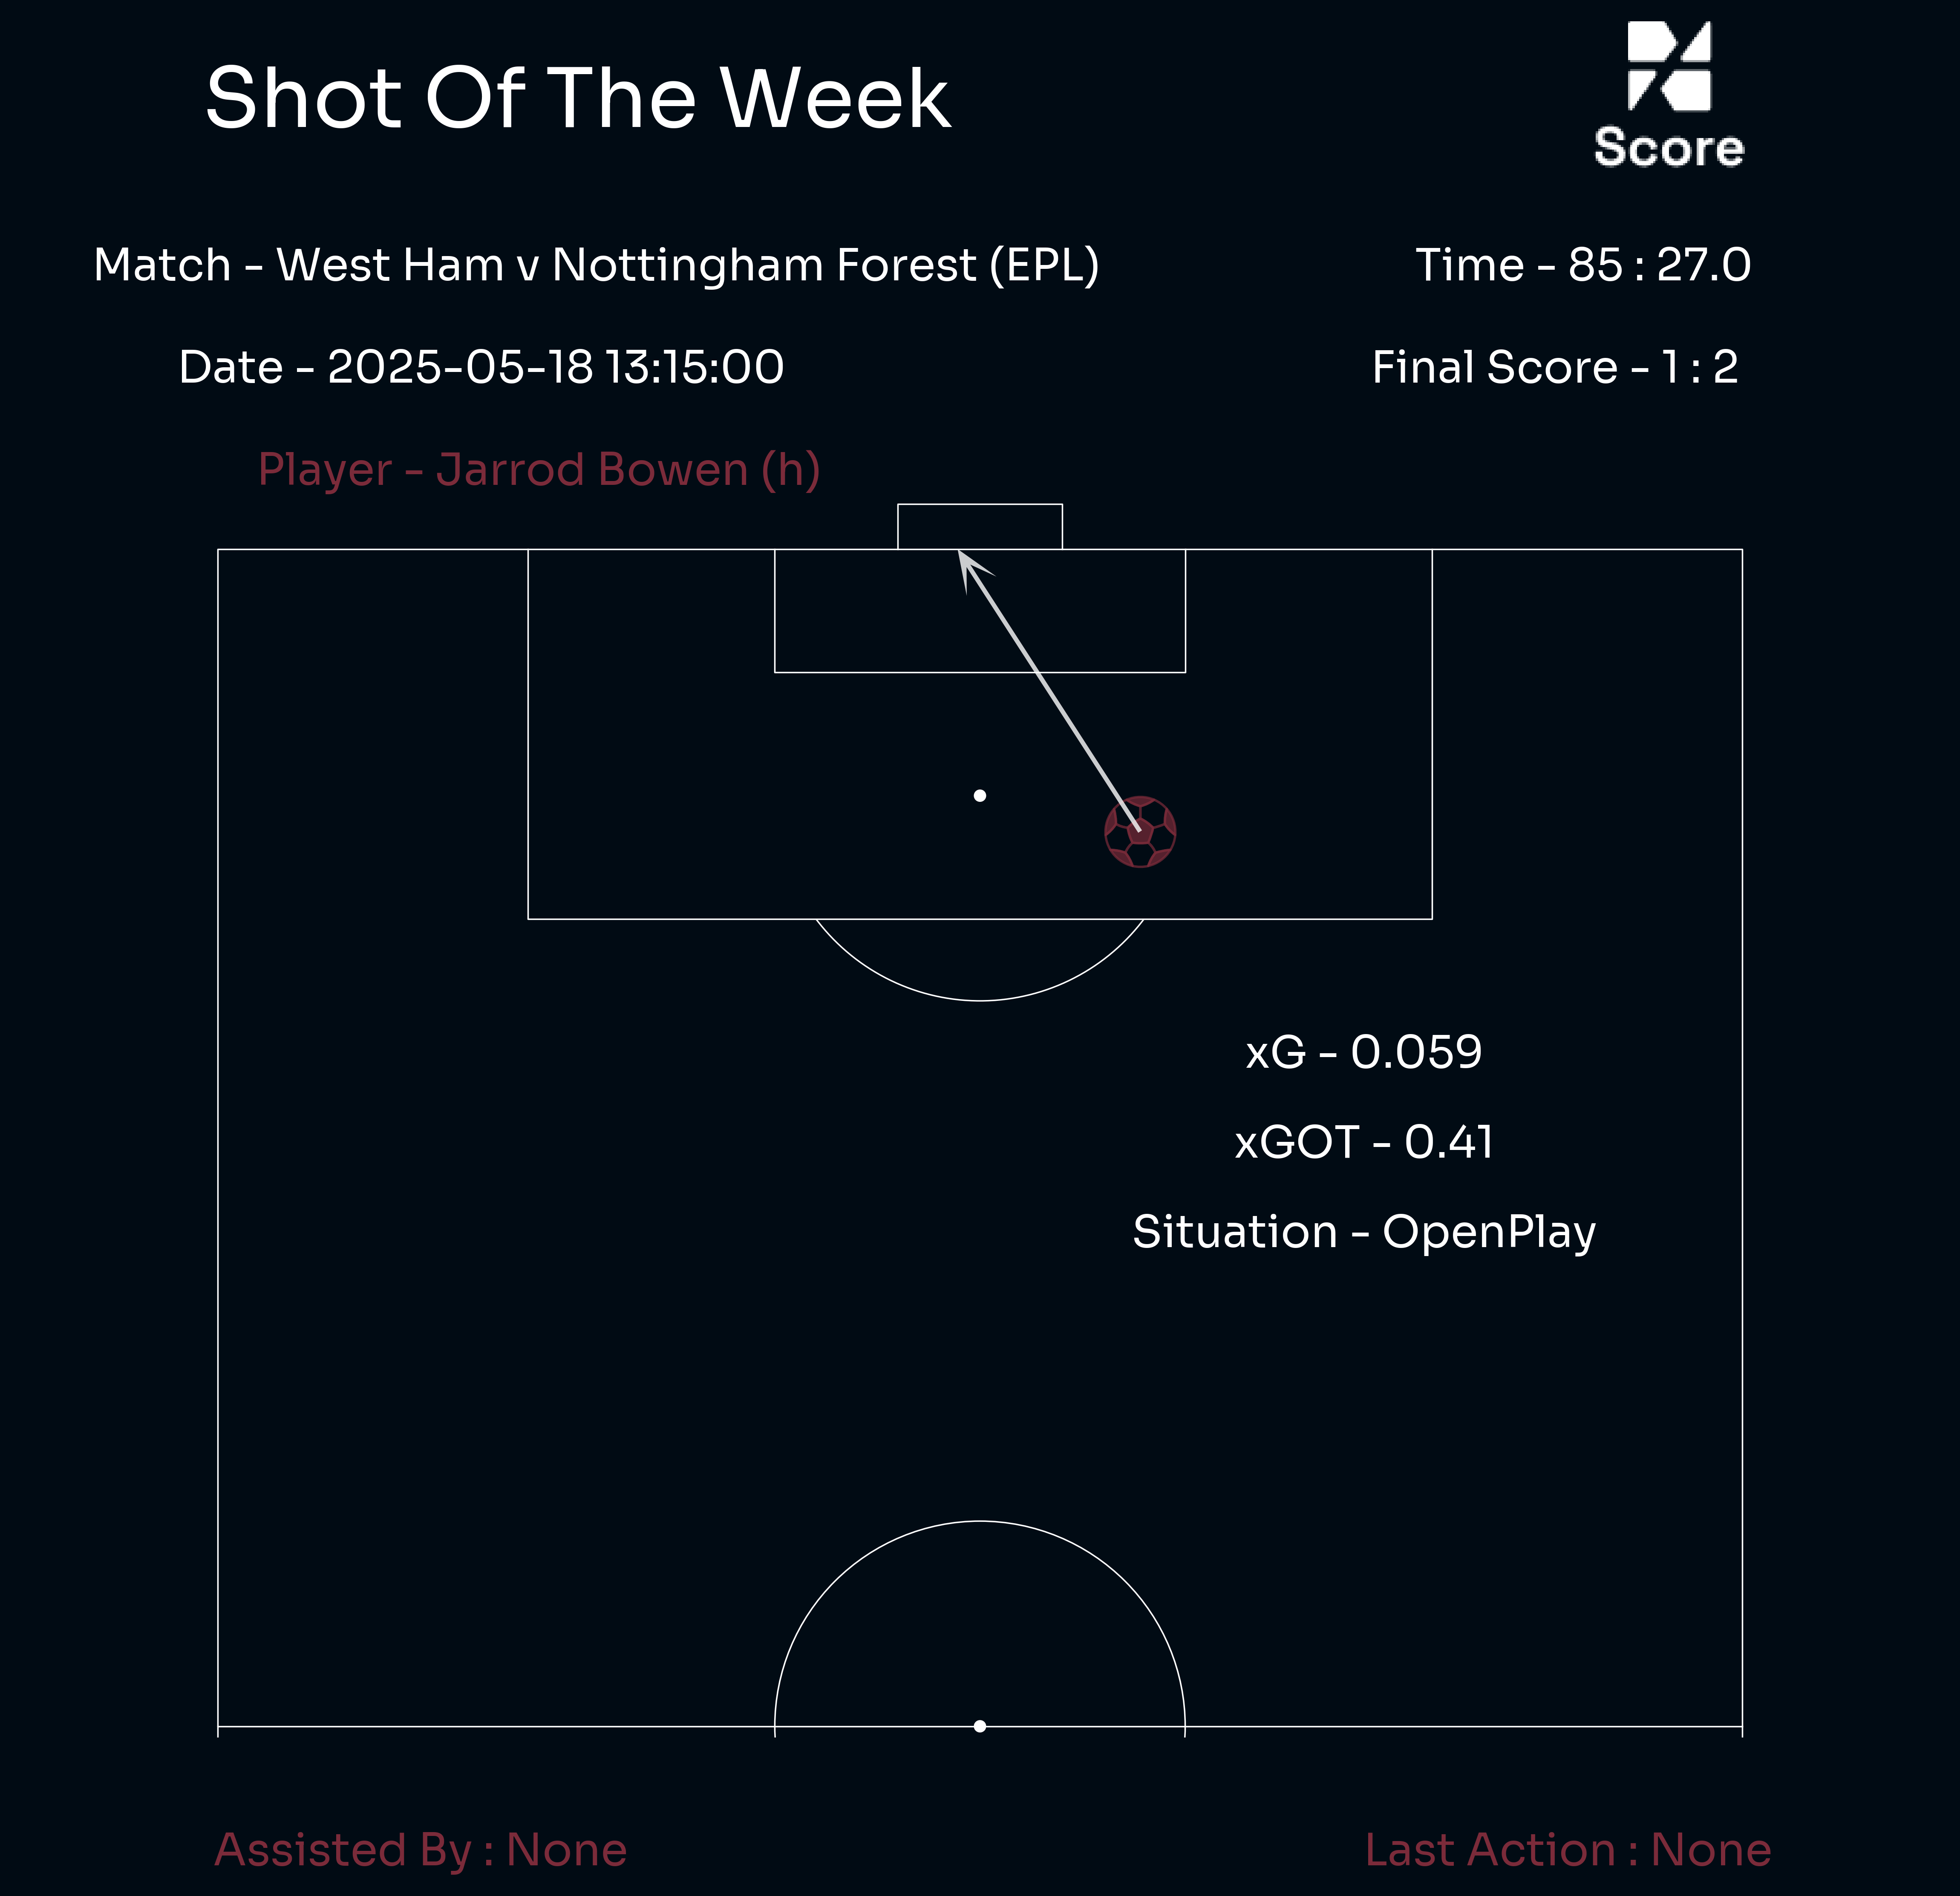 Shot Of The Week
Score
Match - West Ham v Nottingham Forest (EPL)
Time - 85 : 27.0
Date - 2025-05-18 13:15:00
Final Score - 1 : 2
Player - Jarrod Bowen (h)
xG - 0.059
xGOT - 0.41
Situation - OpenPlay
Assisted By : None
Last Action : None